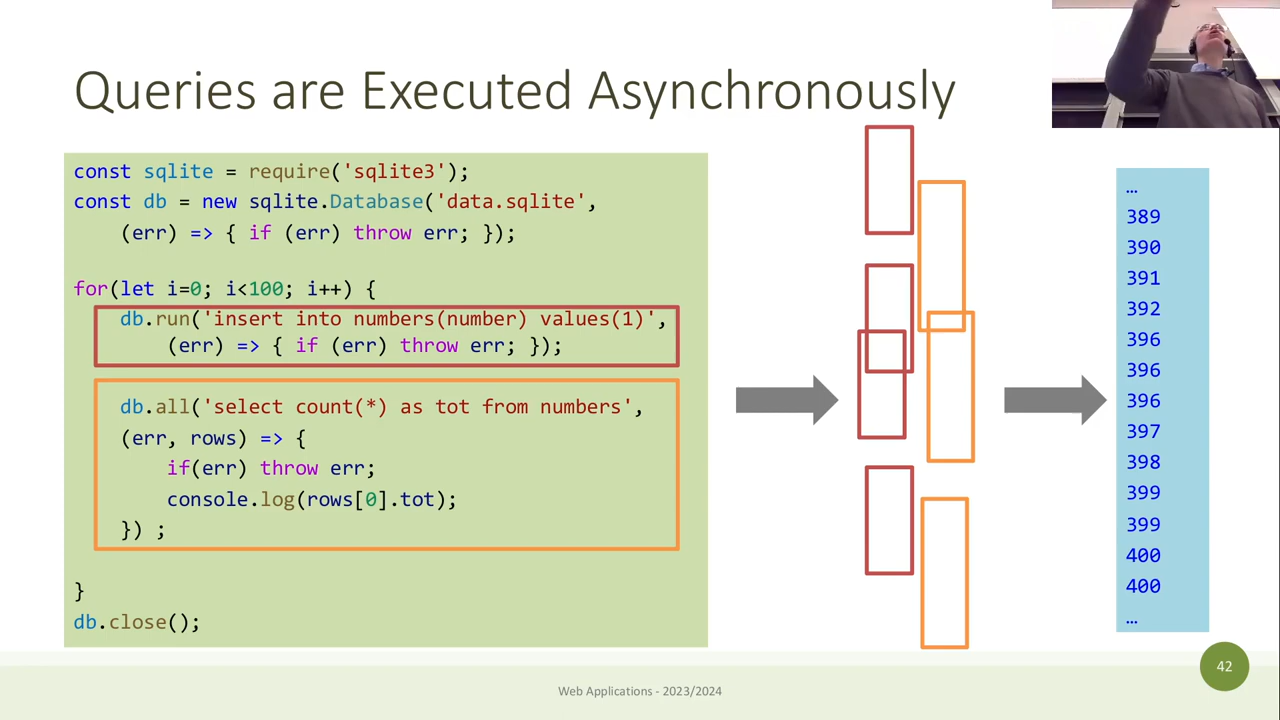 Queries are Executed Asynchronously
const sqlite = require('sqlite3');
const db = new sqlite.Database('data.sqlite',
(err) => { if (err) throw err; });
for(let i=0; i<100; i++) {
db.run('insert into numbers(number) values(1)',
(err) => { if (err) throw err; });
db.all('select count(*) as tot from numbers',
(err, rows) => {
if(err) throw err;
console.log(rows[0].tot);
}) ;
}
db.close();
…
389
390
391
392
396
396
396
397
398
399
399
400
400
…
Web Applications - 2023/2024
42